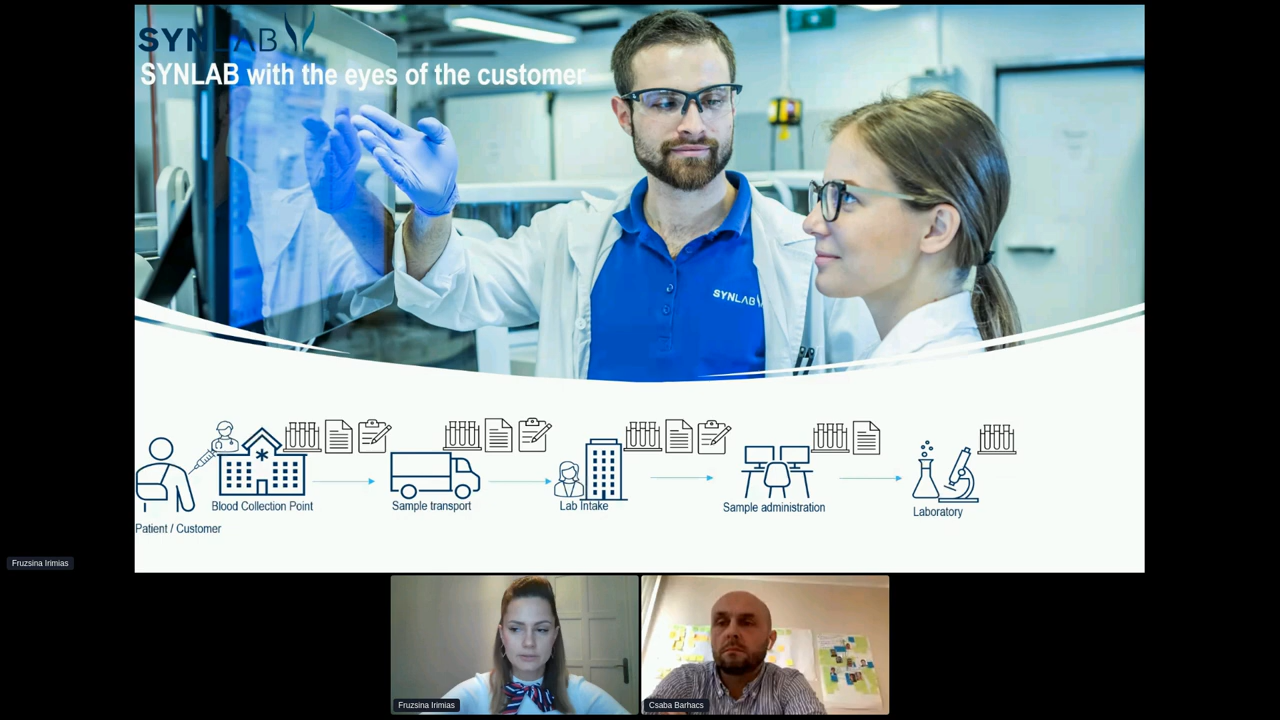 SYNLAB
SYNLAB with the eyes of the customer
SYNLAB
Patient / Customer
Blood Collection Point
Sample transport
Lab Intake
Sample administration
Laboratory
Fruzsina Irimias
Fruzsina Irimias
Csaba Barhacs